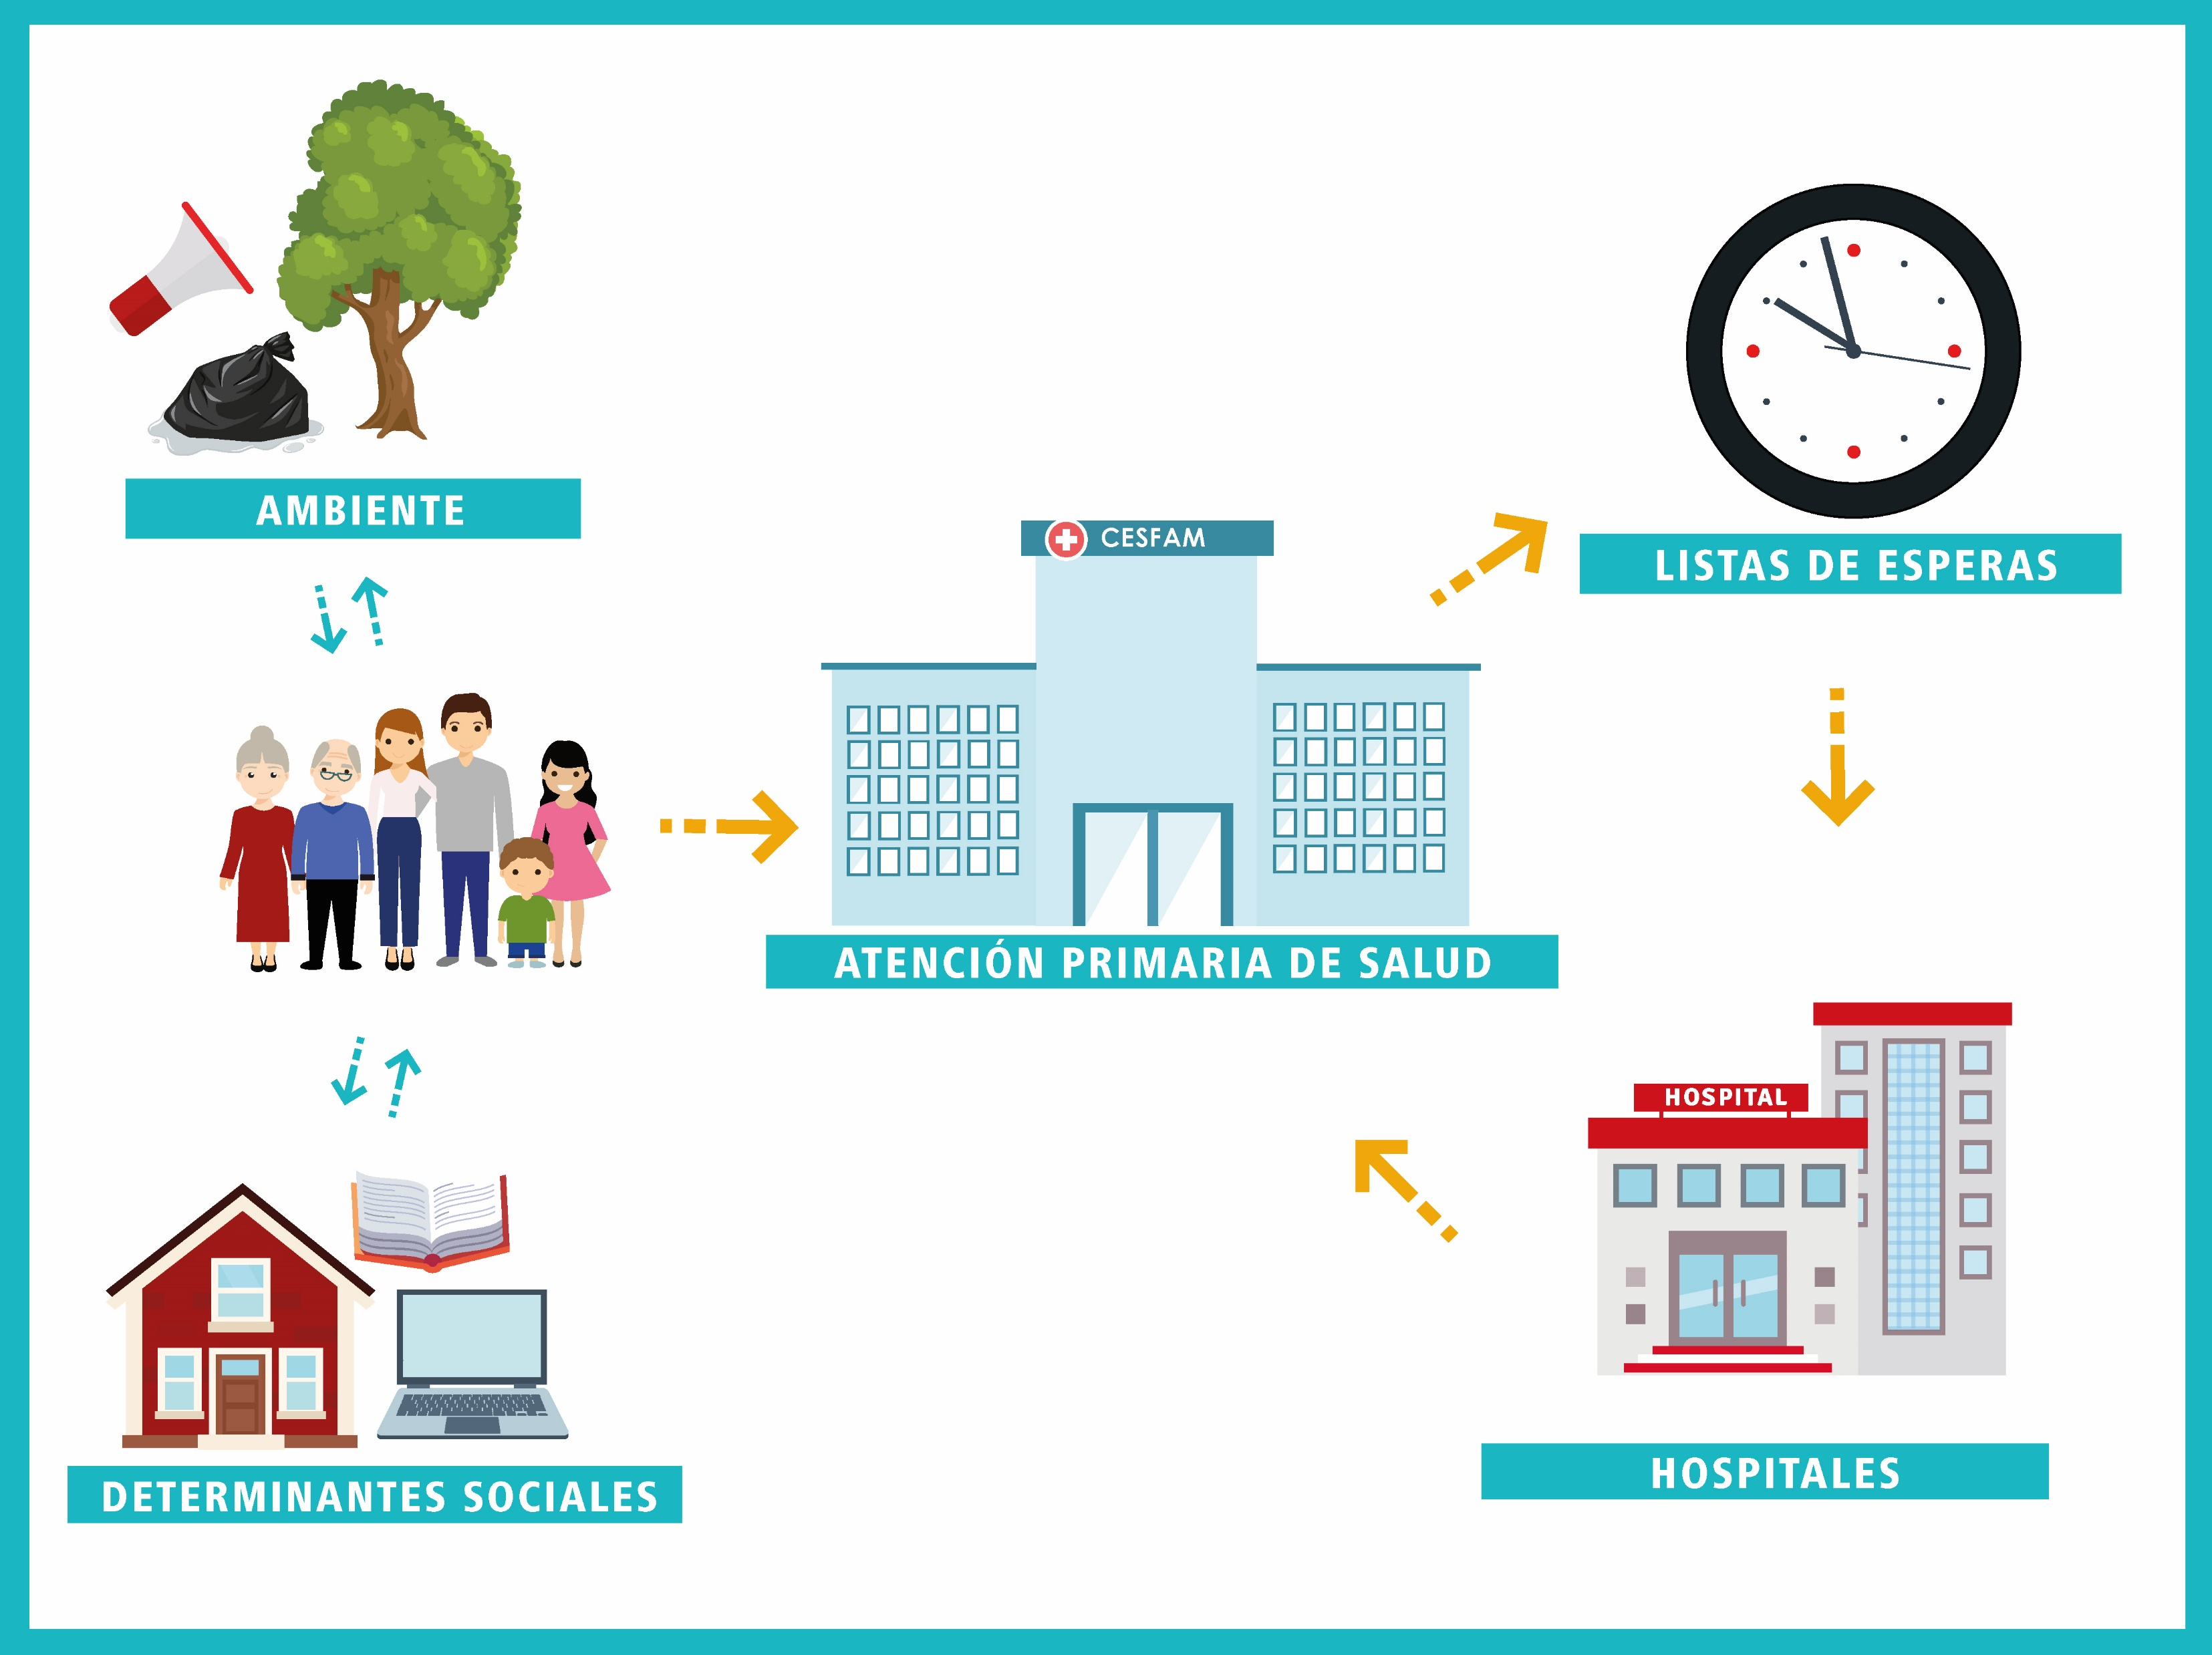 AMBIENTE
CESFAM
LISTAS DE ESPERAS
ATENCIÓN PRIMARIA DE SALUD
HOSPITAL
HOSPITALES
DETERMINANTES SOCIALES